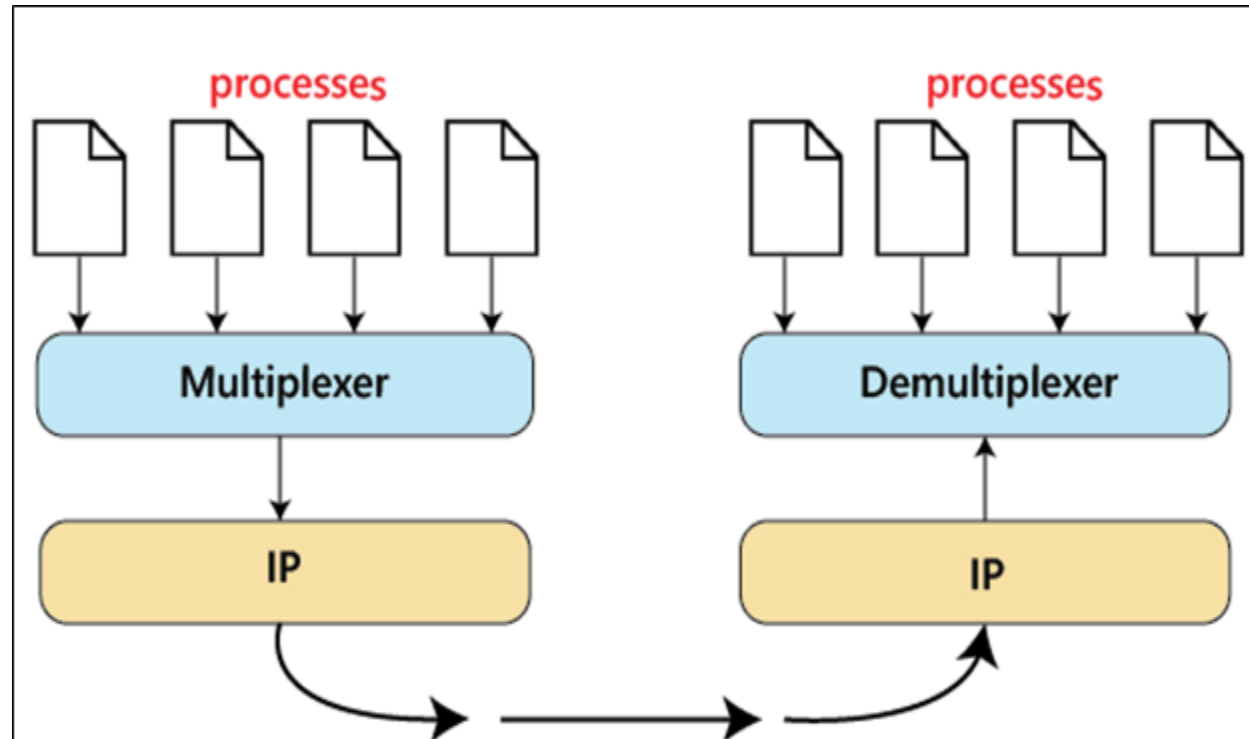 processes
processes
Multiplexer
Demultiplexer
IP
IP